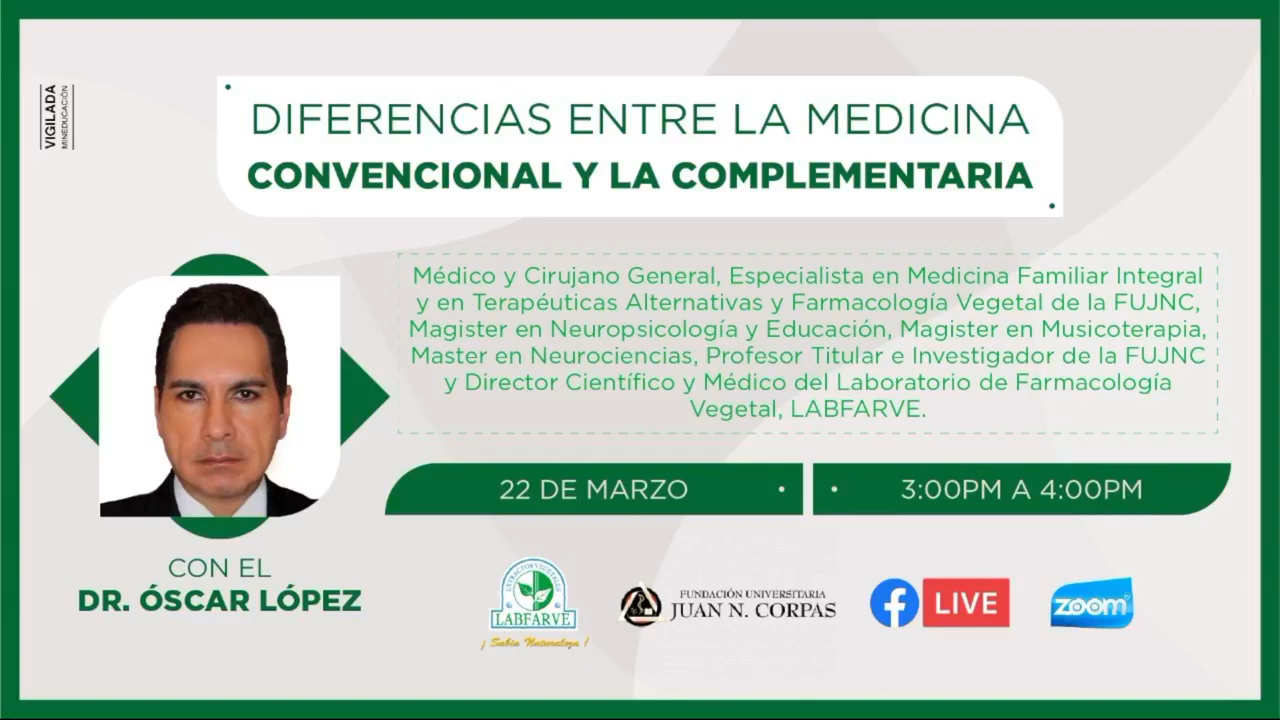 VIGILADA
MINEDUCACIÓN
DIFERENCIAS ENTRE LA MEDICINA
CONVENCIONAL Y LA COMPLEMENTARIA
Médico y Cirujano General, Especialista en Medicina Familiar Integral
y en Terapéuticas Alternativas y Farmacología Vegetal de la FUJNC,
Magister en Neuropsicología y Educación, Magister en Musicoterapia,
Master en Neurociencias, Profesor Titular e Investigador de la FUJNC
y Director Científico y Médico del Laboratorio de Farmacología
Vegetal, LABFARVE.
22 DE MARZO
3:00PM A 4:00PM
CON EL
DR. ÓSCAR LÓPEZ
EXTRACTOS VEGETALES
LABFARVE
¡ Sabia Naturaleza !
FUNDACIÓN UNIVERSITARIA
JUAN N. CORPAS
LIVE
zoom